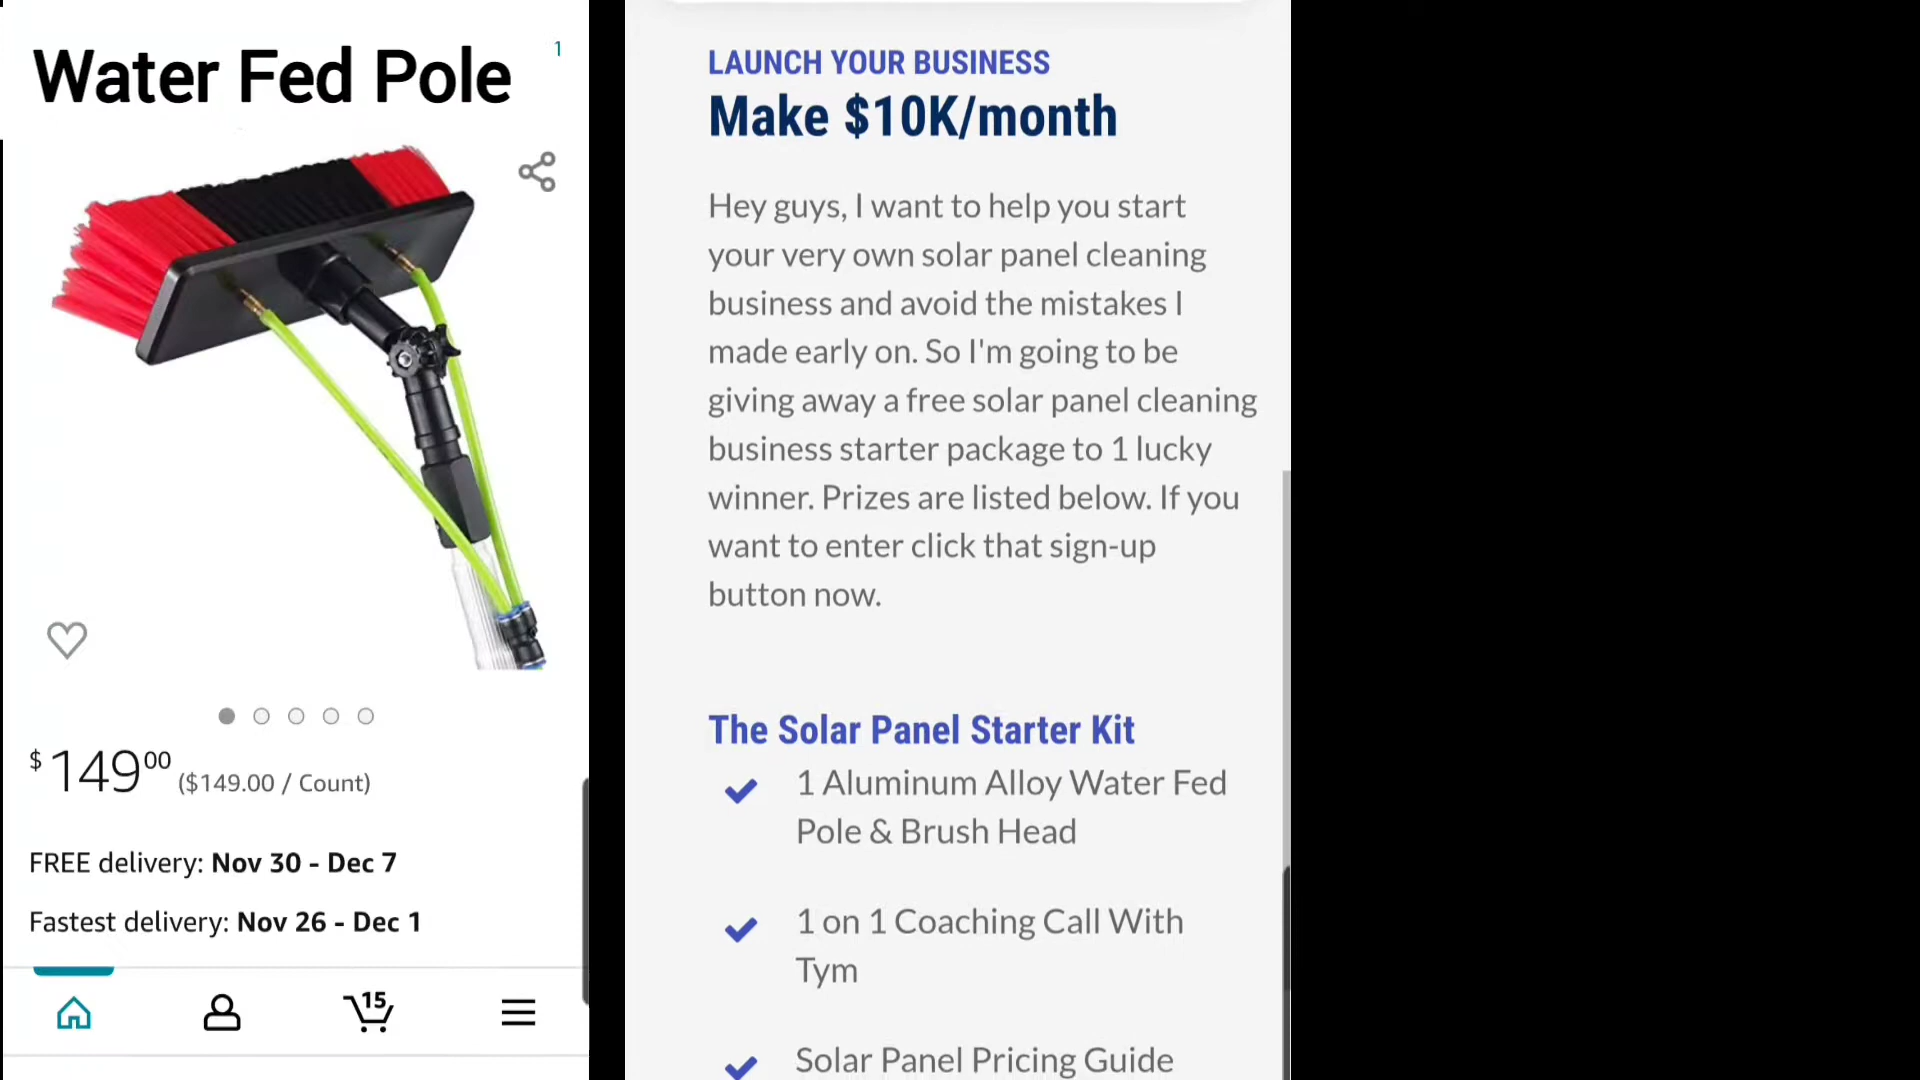 Water Fed Pole
1
$14900 ($149.00 / Count)
FREE delivery: Nov 30 - Dec 7
Fastest delivery: Nov 26 - Dec 1
15
LAUNCH YOUR BUSINESS
Make $10K/month
Hey guys, I want to help you start
your very own solar panel cleaning
business and avoid the mistakes I
made early on. So I'm going to be
giving away a free solar panel cleaning
business starter package to 1 lucky
winner. Prizes are listed below. If you
want to enter click that sign-up
button now.
The Solar Panel Starter Kit
1 Aluminum Alloy Water Fed
Pole & Brush Head
1 on 1 Coaching Call With
Tym
Solar Panel Pricing Guide